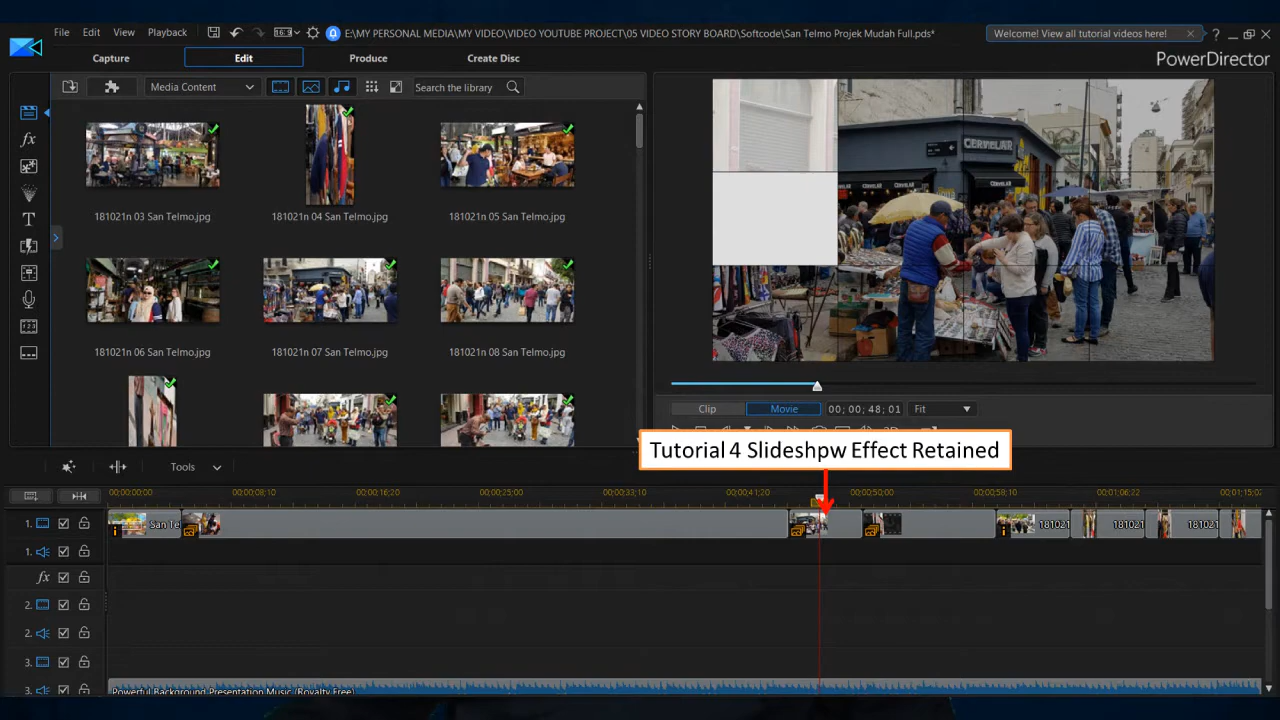 File Edit View Playback 16:9 E:\MY PERSONAL MEDIA\MY VIDEO\VIDEO YOUTUBE PROJECT\05 VIDEO STORY BOARD\Softcode\San Telmo Projek Mudah Full.pds* Welcome! View all tutorial videos here! ?
Capture Edit Produce Create Disc PowerDirector
Media Content Search the library
181021n 03 San Telmo.jpg 181021n 04 San Telmo.jpg 181021n 05 San Telmo.jpg
181021n 06 San Telmo.jpg 181021n 07 San Telmo.jpg 181021n 08 San Telmo.jpg
CERVELAR
Clip Movie 00; 00; 48; 01 Fit
Tutorial 4 Slideshpw Effect Retained
Tools
00;00;00;00 00;00;08;10 00;00;16;20 00;00;25;00 00;00;33;10 00;00;41;20 00;00;50;00 00;00;58;10 00;01;06;22 00;01;15;02
1. San Te 181021 181021 181021
1.
fx
2.
2.
3.
3. Powerful Background Presentation Music (Royalty Free)